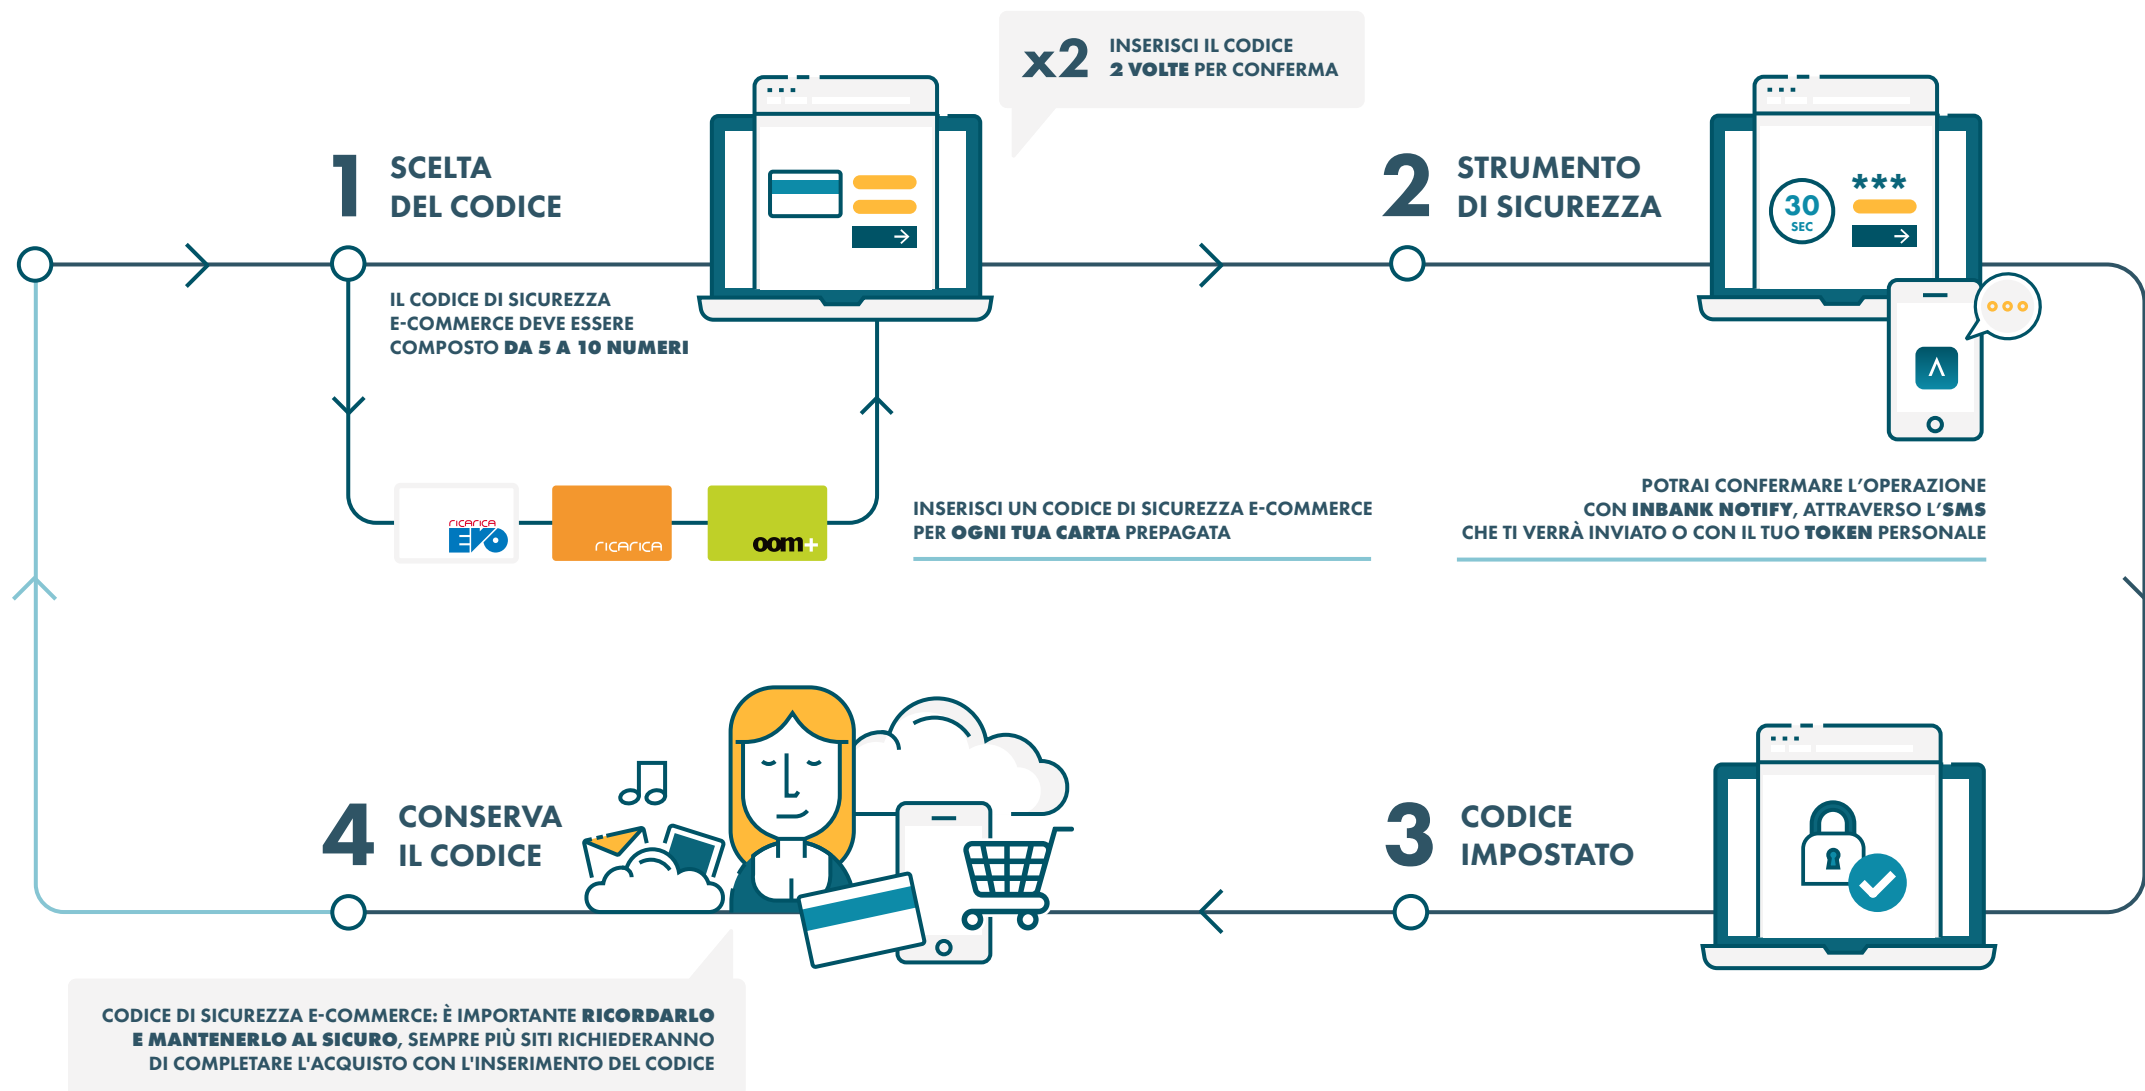 x2
INSERISCI IL CODICE
2 VOLTE PER CONFERMA
1
SCELTA
DEL CODICE
IL CODICE DI SICUREZZA
E-COMMERCE DEVE ESSERE
COMPOSTO DA 5 A 10 NUMERI
ricarica
EVO
ricarica
oom+
INSERISCI UN CODICE DI SICUREZZA E-COMMERCE
PER OGNI TUA CARTA PREPAGATA
2
STRUMENTO
DI SICUREZZA
30
SEC
***
POTRAI CONFERMARE L'OPERAZIONE
CON INBANK NOTIFY, ATTRAVERSO L'SMS
CHE TI VERRÀ INVIATO O CON IL TUO TOKEN PERSONALE
3
CODICE
IMPOSTATO
4
CONSERVA
IL CODICE
CODICE DI SICUREZZA E-COMMERCE: È IMPORTANTE RICORDARLO
E MANTENERLO AL SICURO, SEMPRE PIÙ SITI RICHIEDERANNO
DI COMPLETARE L'ACQUISTO CON L'INSERIMENTO DEL CODICE